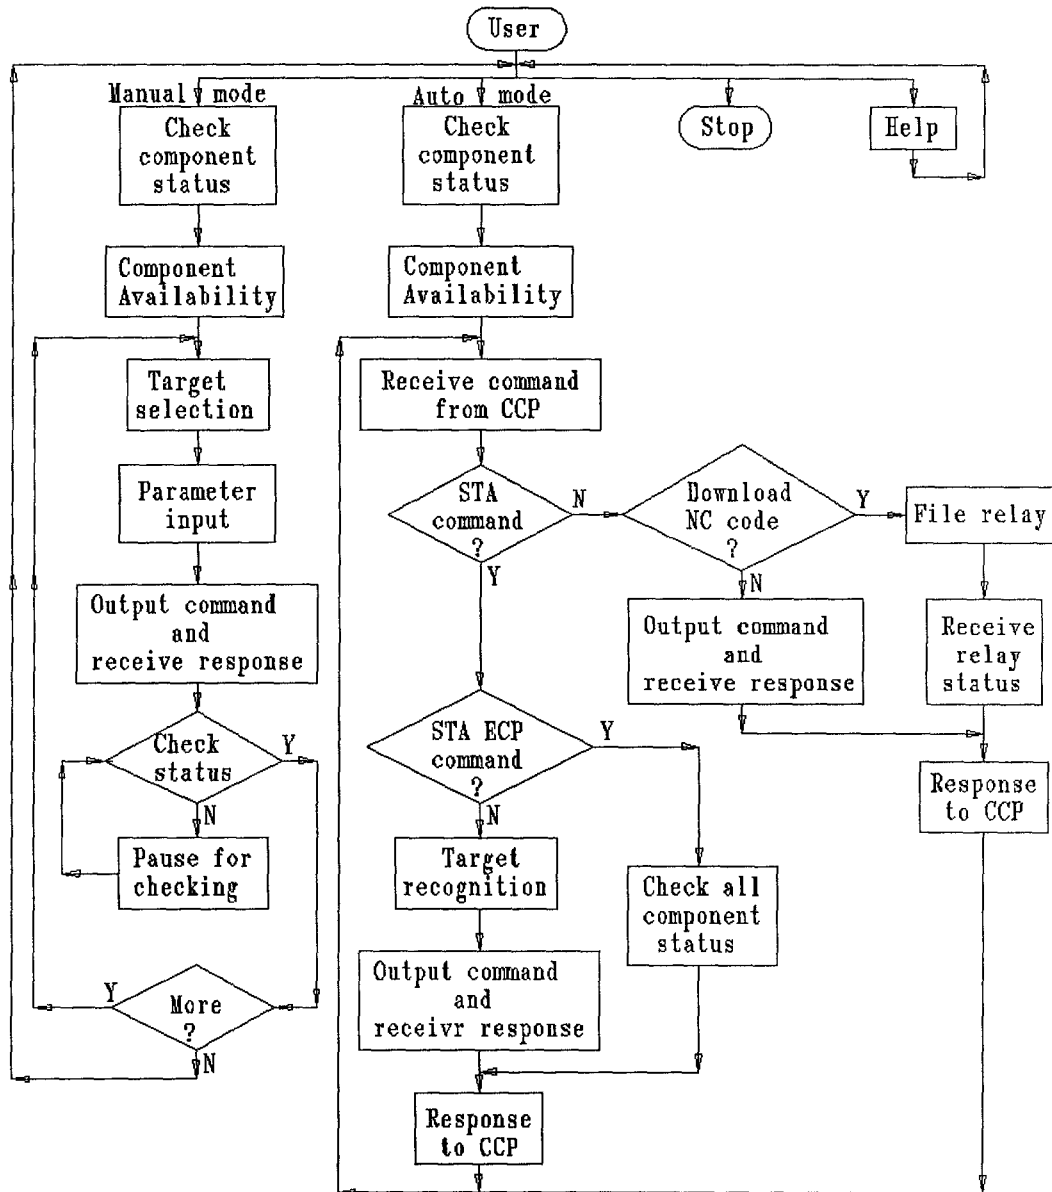 User
Manual mode
Auto mode
Check
component
status
Check
component
status
Stop
Help
Component
Availability
Component
Availability
Target
selection
Receive command
from CCP
Parameter
input
STA
command
?
N
Y
Download
NC code
?
Y
N
File relay
Output command
and
receive response
Output command
and
receive response
Receive
relay
status
Check
status
Y
N
STA ECP
command
?
Y
N
Response
to CCP
Pause for
checking
Target
recognition
Check all
component
status
More
?
Y
N
Output command
and
receivr response
Response
to CCP